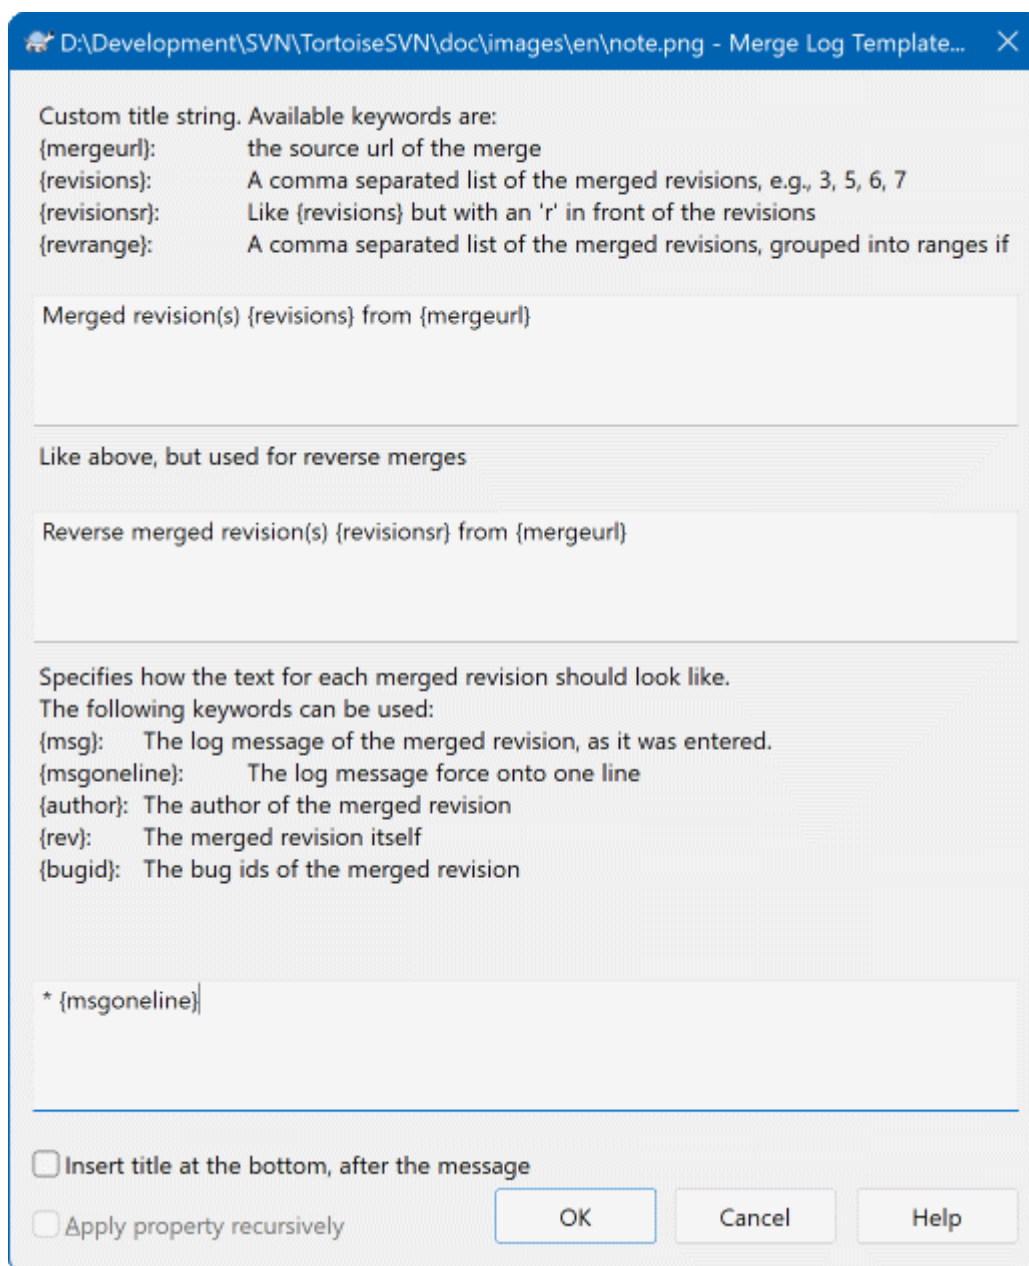 D:\Development\SVN\TortoiseSVN\doc\images\en\note.png - Merge Log Template...
Custom title string. Available keywords are:
{mergeurl}: the source url of the merge
{revisions}: A comma separated list of the merged revisions, e.g., 3, 5, 6, 7
{revisionsr}: Like {revisions} but with an 'r' in front of the revisions
{revrange}: A comma separated list of the merged revisions, grouped into ranges if
Merged revision(s) {revisions} from {mergeurl}
Like above, but used for reverse merges
Reverse merged revision(s) {revisionsr} from {mergeurl}
Specifies how the text for each merged revision should look like.
The following keywords can be used:
{msg}: The log message of the merged revision, as it was entered.
{msgoneline}: The log message force onto one line
{author}: The author of the merged revision
{rev}: The merged revision itself
{bugid}: The bug ids of the merged revision
* {msgoneline}
Insert title at the bottom, after the message
Apply property recursively
OK Cancel Help